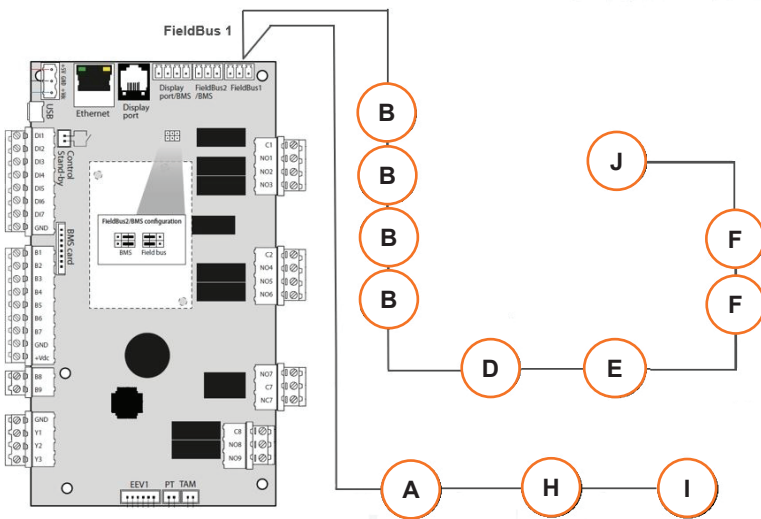 FieldBus 1
+5V GND +Vt
USB
Ethernet
Display
port
Display
port/BMS
FieldBus2
/BMS
FieldBus1
Control
Stand-by
DI1
DI2
DI3
DI4
DI5
DI6
DI7
GND
BMS card
B1
B2
B3
B4
B5
B6
B7
GND
+Vdc
B8
B9
GND
Y1
Y2
Y3
FieldBus2/BMS configuration
BMS
Field bus
C1
NO1
NO2
NO3
C2
NO4
NO5
NO6
NO7
C7
NC7
C8
NO8
NO9
EEV1
PT
TAM
B
B
B
B
D
E
F
F
J
A
H
I